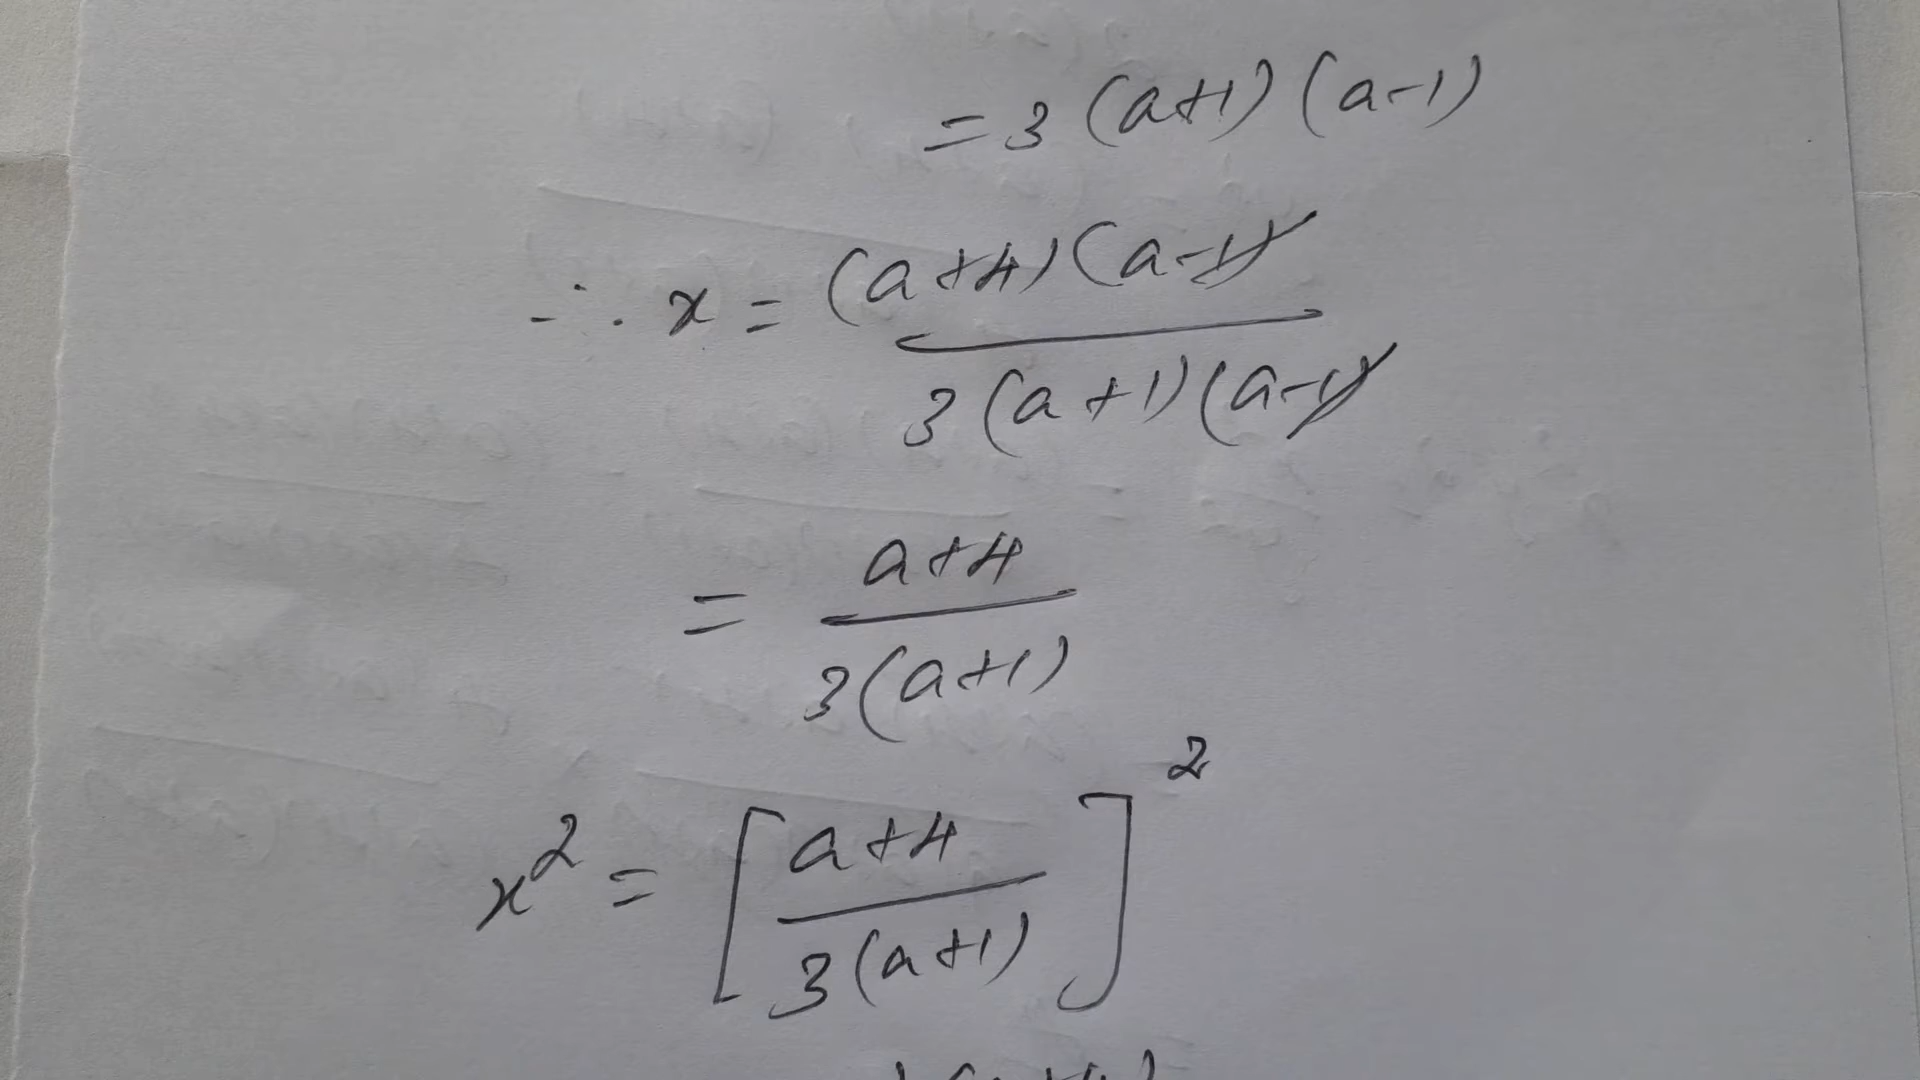 = 3 (a+1) (a-1)
∴ x = (a+4) (a-1) / 3 (a+1) (a-1)
= a+4 / 3(a+1)
x² = [a+4 / 3(a+1)]²